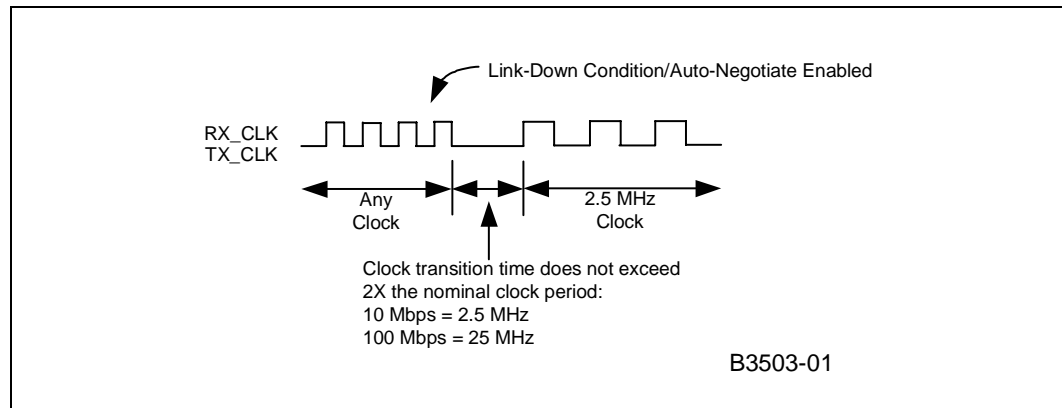 Link-Down Condition/Auto-Negotiate Enabled
RX_CLK
TX_CLK
Any
Clock
2.5 MHz
Clock
Clock transition time does not exceed
2X the nominal clock period:
10 Mbps = 2.5 MHz
100 Mbps = 25 MHz
B3503-01